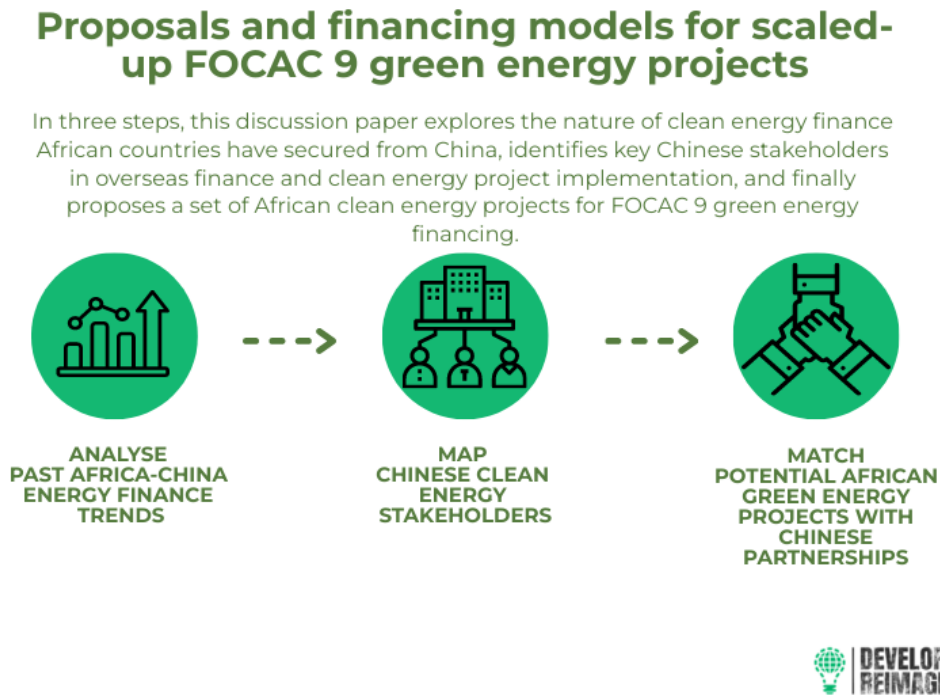 Proposals and financing models for scaled-
up FOCAC 9 green energy projects
In three steps, this discussion paper explores the nature of clean energy finance
African countries have secured from China, identifies key Chinese stakeholders
in overseas finance and clean energy project implementation, and finally
proposes a set of African clean energy projects for FOCAC 9 green energy
financing.
ANALYSE
PAST AFRICA-CHINA
ENERGY FINANCE
TRENDS
MAP
CHINESE CLEAN
ENERGY
STAKEHOLDERS
MATCH
POTENTIAL AFRICAN
GREEN ENERGY
PROJECTS WITH
CHINESE
PARTNERSHIPS